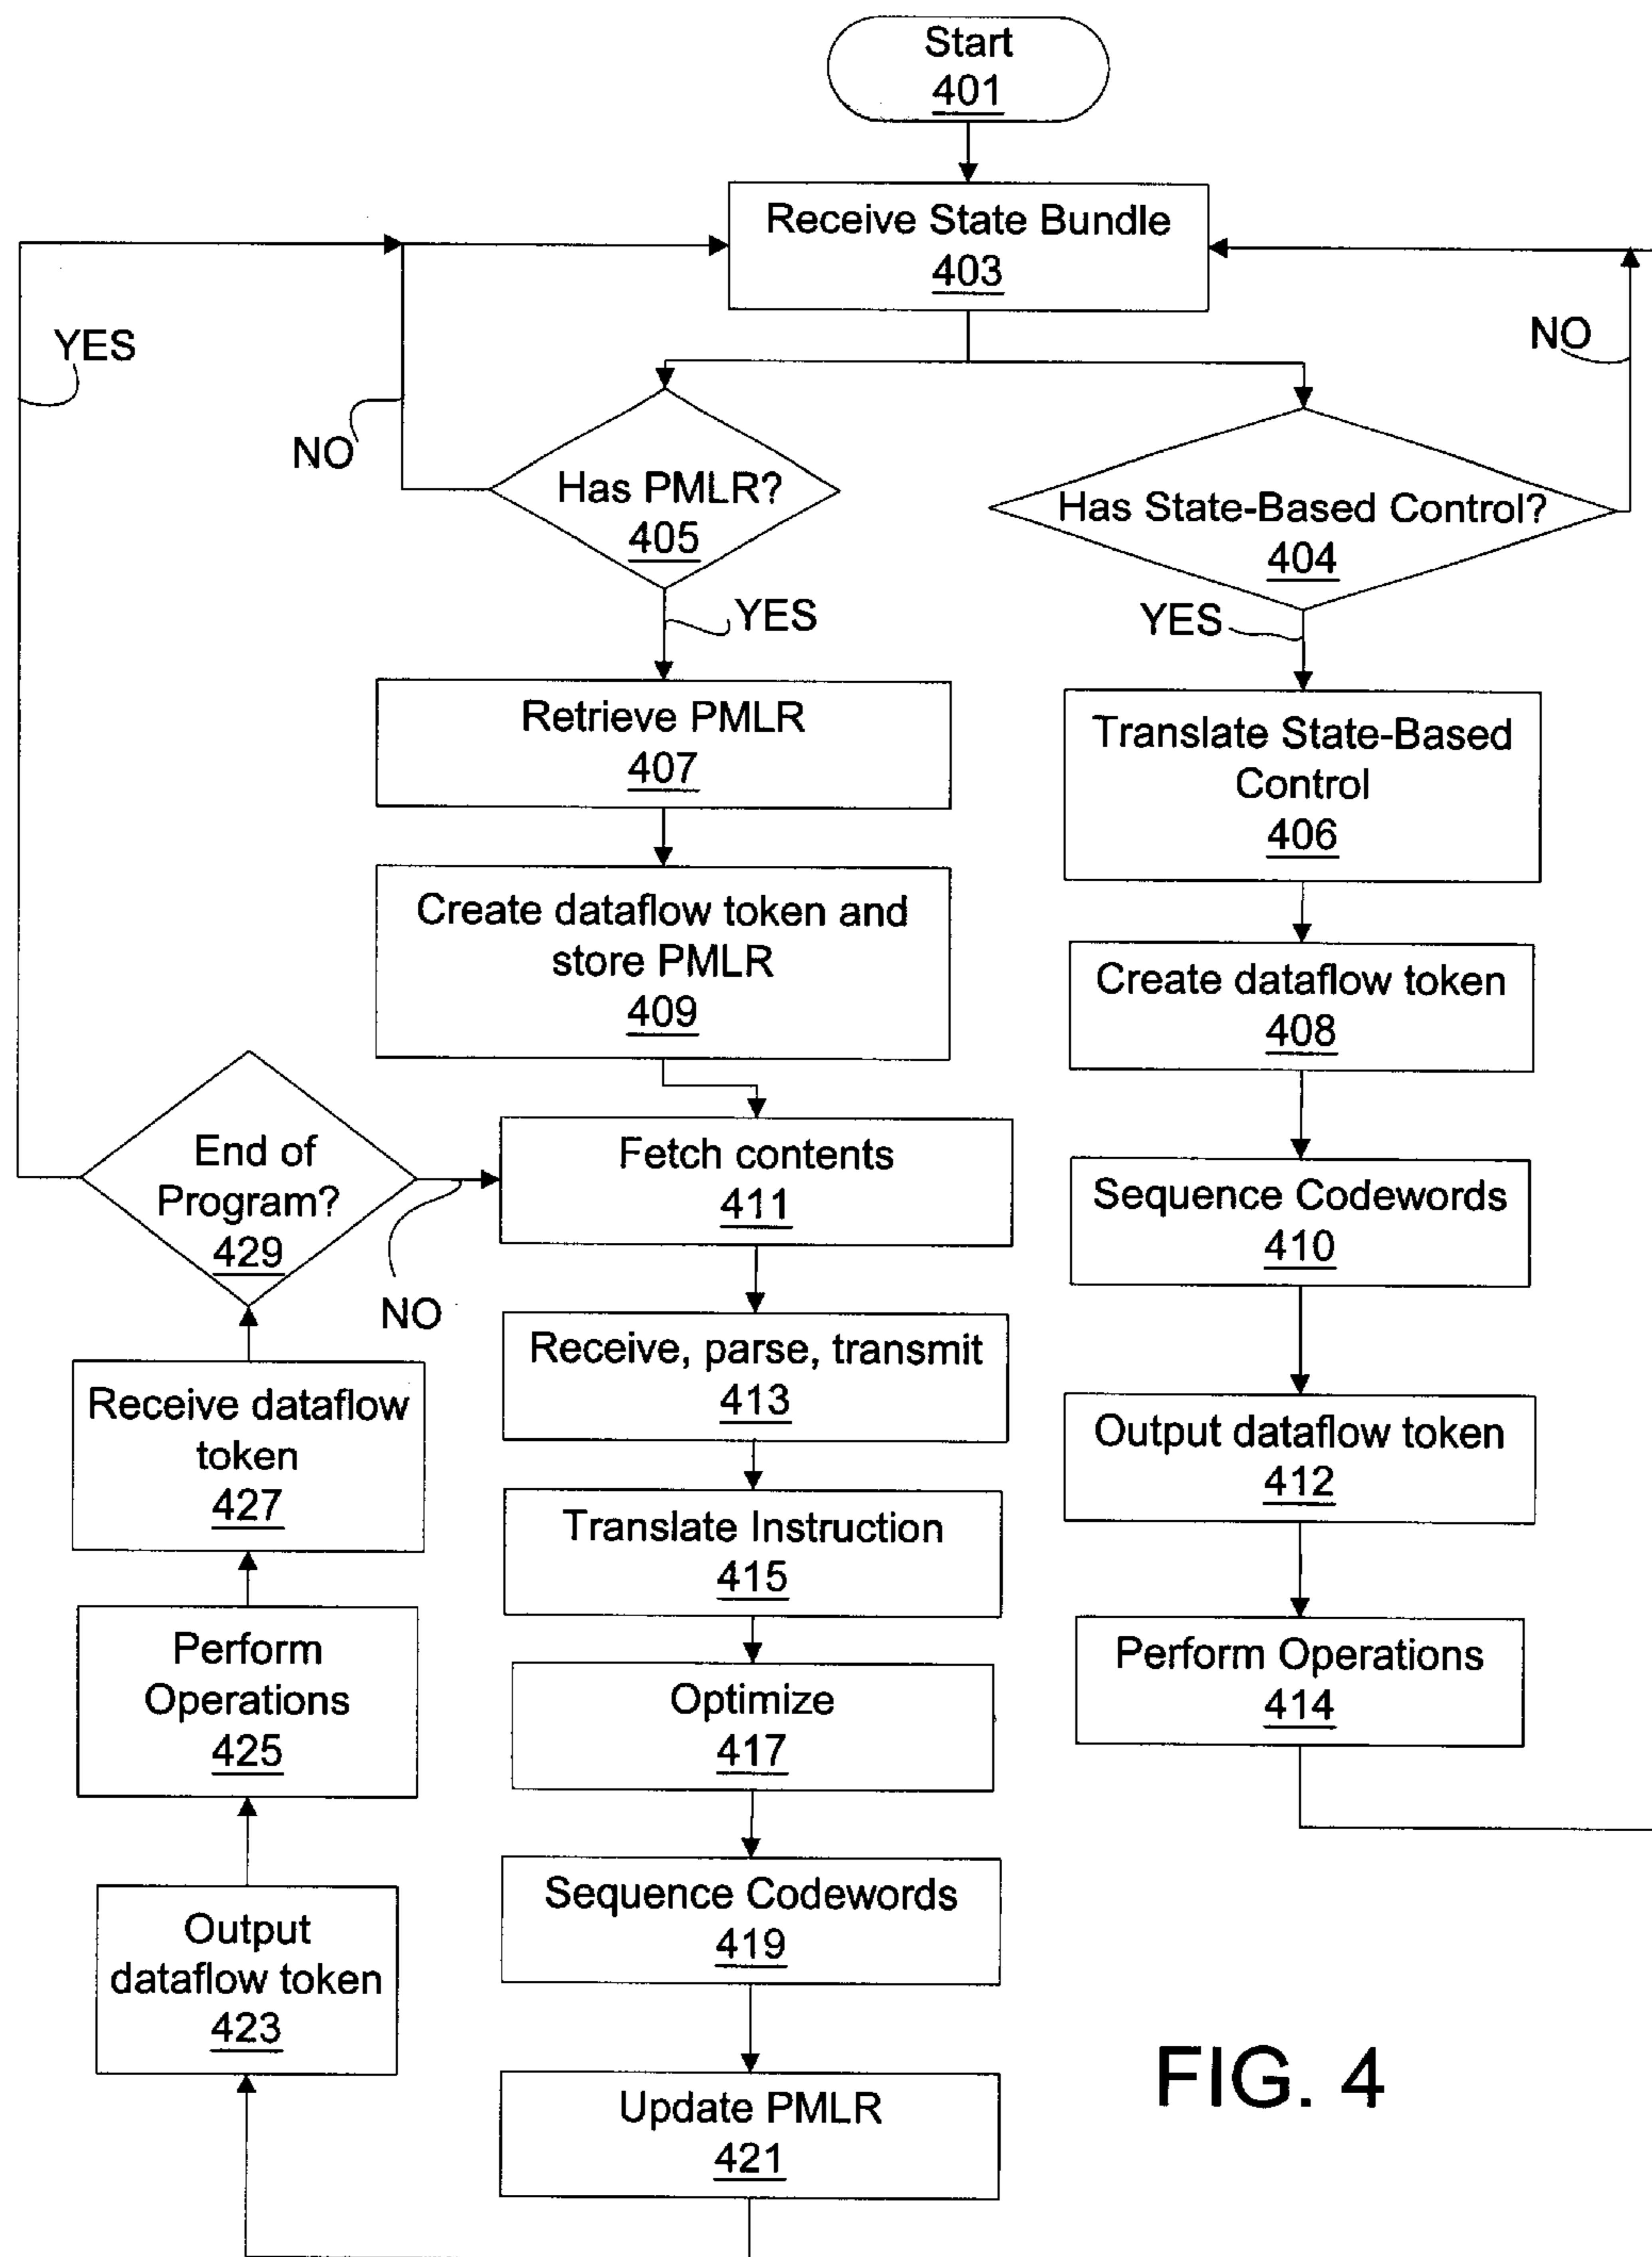 Start
401
Receive State Bundle
403
YES
NO
NO
Has PMLR?
405
Has State-Based Control?
404
YES
YES
Retrieve PMLR
407
Translate State-Based
Control
406
Create dataflow token and
store PMLR
409
Create dataflow token
408
End of
Program?
429
NO
Fetch contents
411
Sequence Codewords
410
Receive, parse, transmit
413
Receive dataflow
token
427
Output dataflow token
412
Translate Instruction
415
Perform
Operations
425
Optimize
417
Perform Operations
414
Sequence Codewords
419
Output
dataflow token
423
Update PMLR
421
FIG. 4